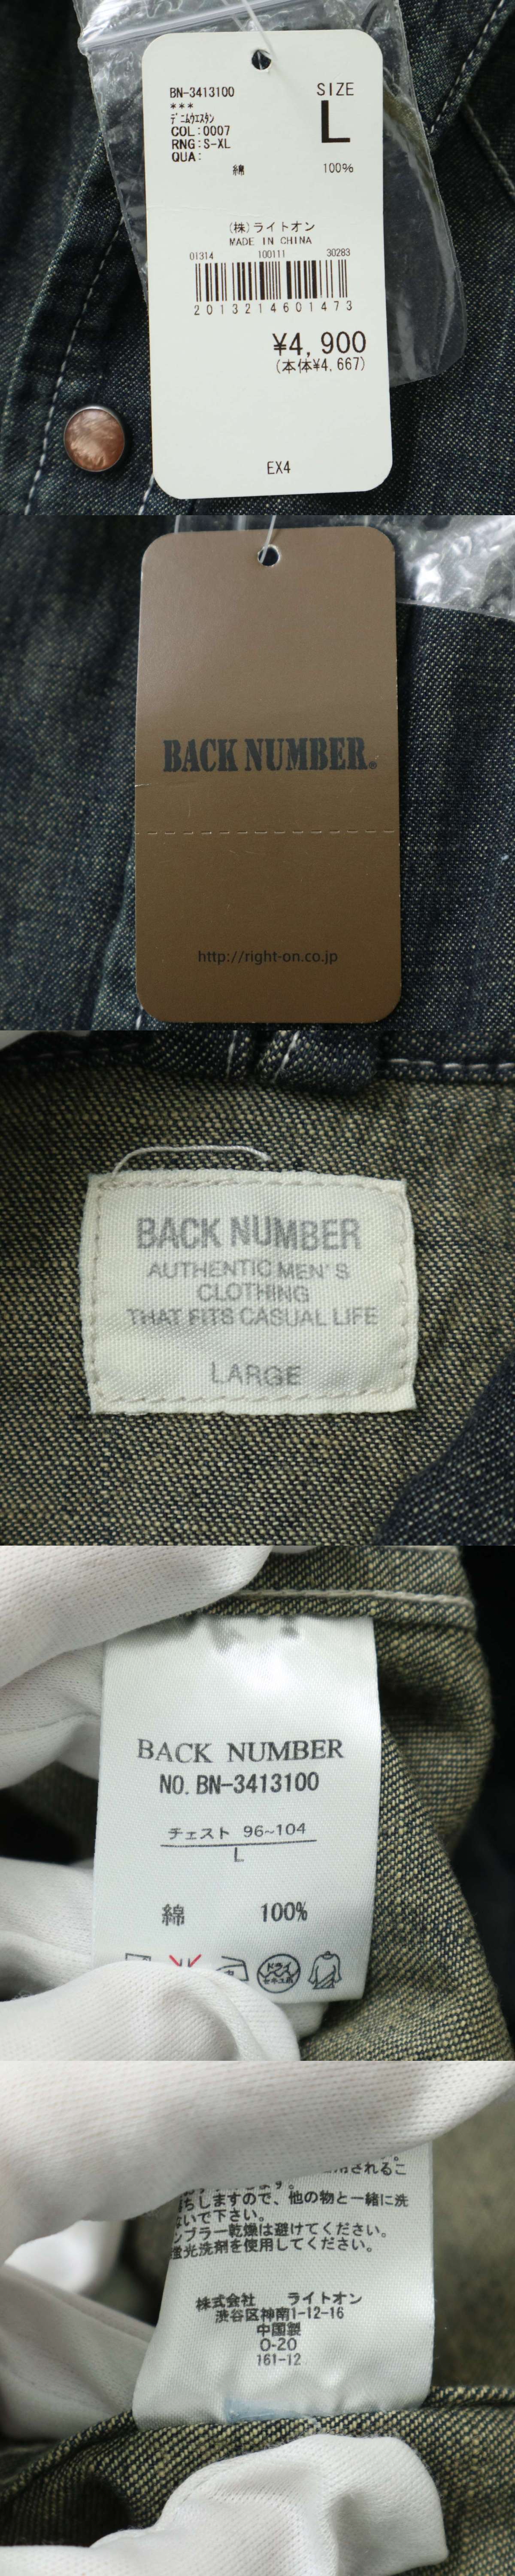 BN-3413100
SIZE
***
L
ﾃﾞﾆﾑｳｴｽﾀﾝ
COL:0007
RNG:S-XL
QUA:
綿 100%
(株)ライトオン
MADE IN CHINA
01314 100111 30283
2013214601473
¥4,900
(本体¥4,667)
EX4
BACK NUMBER®
http://right-on.co.jp
BACK NUMBER
AUTHENTIC MEN'S
CLOTHING
THAT FITS CASUAL LIFE
LARGE
BACK NUMBER
NO. BN-3413100
チェスト 96~104
L
綿 100%
ドライ
セキユ系
されるこ
ちしますので、他の物と一緒に洗
いで下さい。
ンブラー乾燥は避けてください。
蛍光洗剤を使用してください。
株式会社 ライトオン
渋谷区神南1-12-16
中国製
O-20
161-12